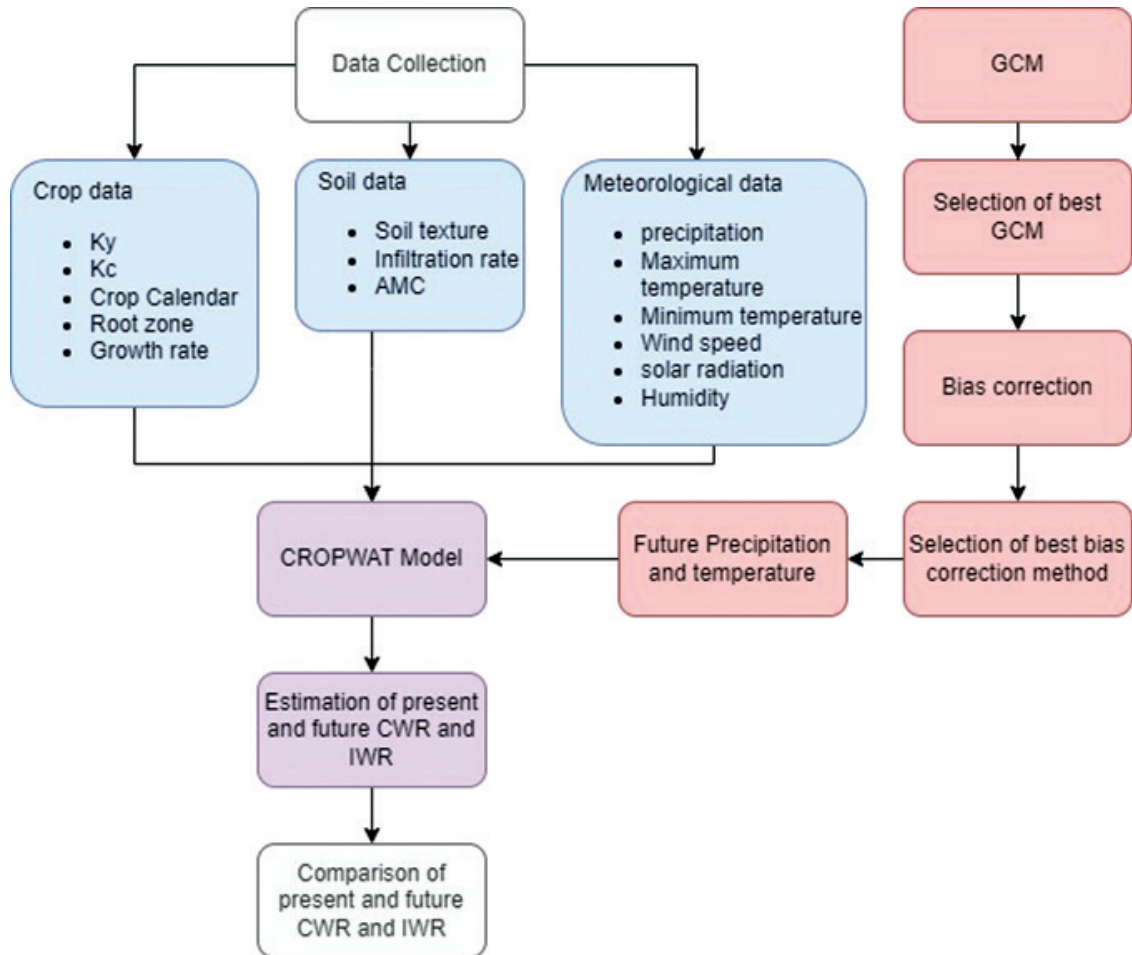 Data Collection
GCM
Crop data
• Ky
• Kc
• Crop Calendar
• Root zone
• Growth rate
Soil data
• Soil texture
• Infiltration rate
• AMC
Meteorological data
• precipitation
• Maximum
temperature
• Minimum temperature
• Wind speed
• solar radiation
• Humidity
Selection of best
GCM
Bias correction
Selection of best bias
correction method
Future Precipitation
and temperature
CROPWAT Model
Estimation of present
and future CWR and
IWR
Comparison of
present and future
CWR and IWR